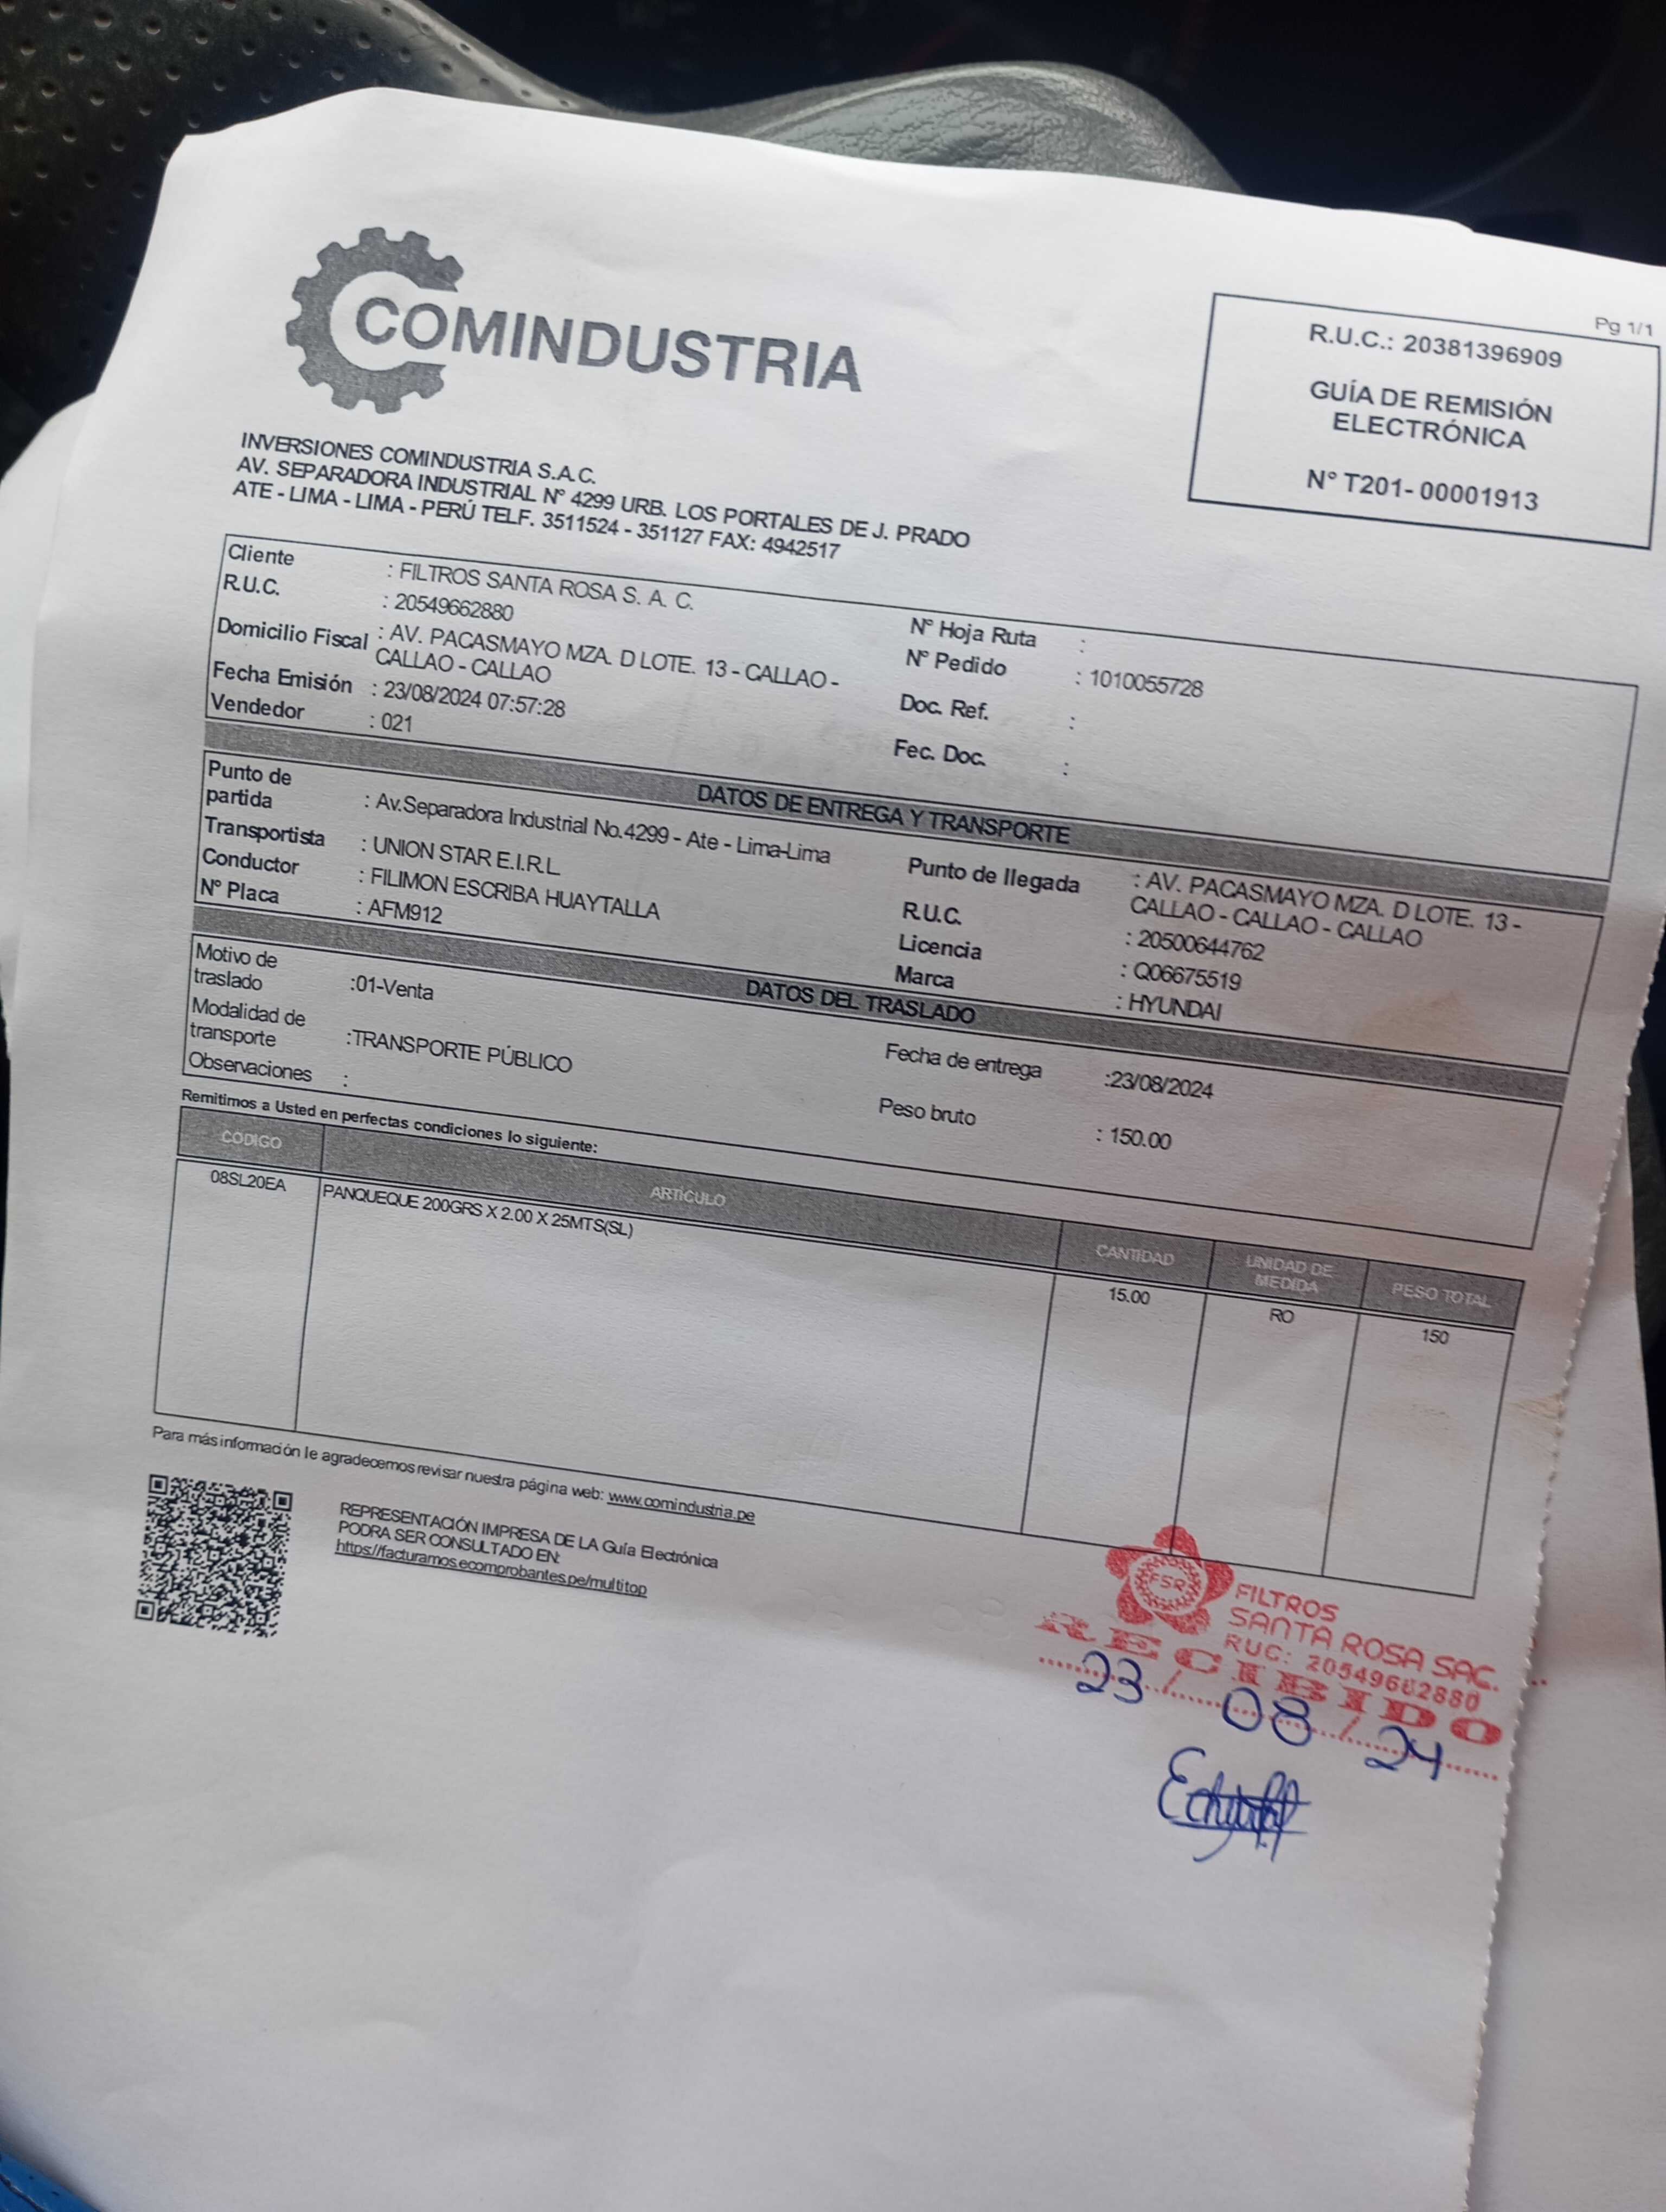 Pg 1/1
COMINDUSTRIA
R.U.C.: 20381396909
GUÍA DE REMISIÓN
ELECTRÓNICA
N° T201- 00001913
INVERSIONES COMINDUSTRIA S.A.C.
AV. SEPARADORA INDUSTRIAL N° 4299 URB. LOS PORTALES DE J. PRADO
ATE - LIMA - LIMA - PERÚ TELF. 3511524 - 351127 FAX: 4942517
Cliente : FILTROS SANTA ROSA S. A. C.
R.U.C. : 20549662880
Domicilio Fiscal : AV. PACASMAYO MZA. D LOTE. 13 - CALLAO -
CALLAO - CALLAO
Fecha Emisión : 23/08/2024 07:57:28
Vendedor : 021
N° Hoja Ruta :
N° Pedido : 1010055728
Doc. Ref. :
Fec. Doc. :
DATOS DE ENTREGA Y TRANSPORTE
Punto de
partida : Av.Separadora Industrial No.4299 - Ate - Lima-Lima
Transportista : UNION STAR E.I.R.L
Conductor : FILIMON ESCRIBA HUAYTALLA
N° Placa : AFM912
Punto de llegada : AV. PACASMAYO MZA. D LOTE. 13 -
CALLAO - CALLAO - CALLAO
R.U.C. : 20500644762
Licencia : Q06675519
Marca : HYUNDAI
DATOS DEL TRASLADO
Motivo de
traslado :01-Venta
Modalidad de
transporte :TRANSPORTE PÚBLICO
Observaciones :
Fecha de entrega :23/08/2024
Peso bruto : 150.00
Remitimos a Usted en perfectas condiciones lo siguiente:
CÓDIGO ARTÍCULO CANTIDAD UNIDAD DE MEDIDA PESO TOTAL
08SL20EA PANQUEQUE 200GRS X 2.00 X 25MTS(SL) 15.00 RO 150
Para más información le agradecemos revisar nuestra página web: www.comindustria.pe
REPRESENTACIÓN IMPRESA DE LA Guía Electrónica
PODRA SER CONSULTADO EN:
https://facturamos.ecomprobantes.pe/multitop
FSR
FILTROS
SANTA ROSA SAC.
RUC: 20549662880
RECIBIDO
23 / 08 / 24